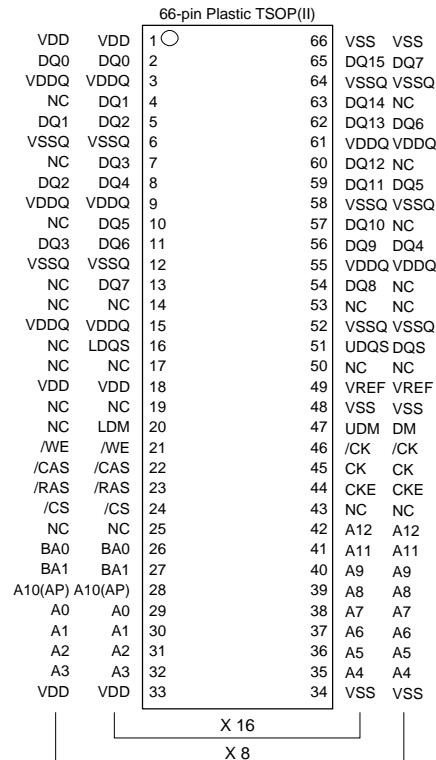 66-pin Plastic TSOP(II)
VDD VDD 1 66 VSS VSS
DQ0 DQ0 2 65 DQ15 DQ7
VDDQ VDDQ 3 64 VSSQ VSSQ
NC DQ1 4 63 DQ14 NC
DQ1 DQ2 5 62 DQ13 DQ6
VSSQ VSSQ 6 61 VDDQ VDDQ
NC DQ3 7 60 DQ12 NC
DQ2 DQ4 8 59 DQ11 DQ5
VDDQ VDDQ 9 58 VSSQ VSSQ
NC DQ5 10 57 DQ10 NC
DQ3 DQ6 11 56 DQ9 DQ4
VSSQ VSSQ 12 55 VDDQ VDDQ
NC DQ7 13 54 DQ8 NC
NC NC 14 53 NC NC
VDDQ VDDQ 15 52 VSSQ VSSQ
NC LDQS 16 51 UDQS DQS
NC NC 17 50 NC NC
VDD VDD 18 49 VREF VREF
NC NC 19 48 VSS VSS
NC LDM 20 47 UDM DM
/WE /WE 21 46 /CK /CK
/CAS /CAS 22 45 CK CK
/RAS /RAS 23 44 CKE CKE
/CS /CS 24 43 NC NC
NC NC 25 42 A12 A12
BA0 BA0 26 41 A11 A11
BA1 BA1 27 40 A9 A9
A10(AP) A10(AP) 28 39 A8 A8
A0 A0 29 38 A7 A7
A1 A1 30 37 A6 A6
A2 A2 31 36 A5 A5
A3 A3 32 35 A4 A4
VDD VDD 33 34 VSS VSS
X 16
X 8